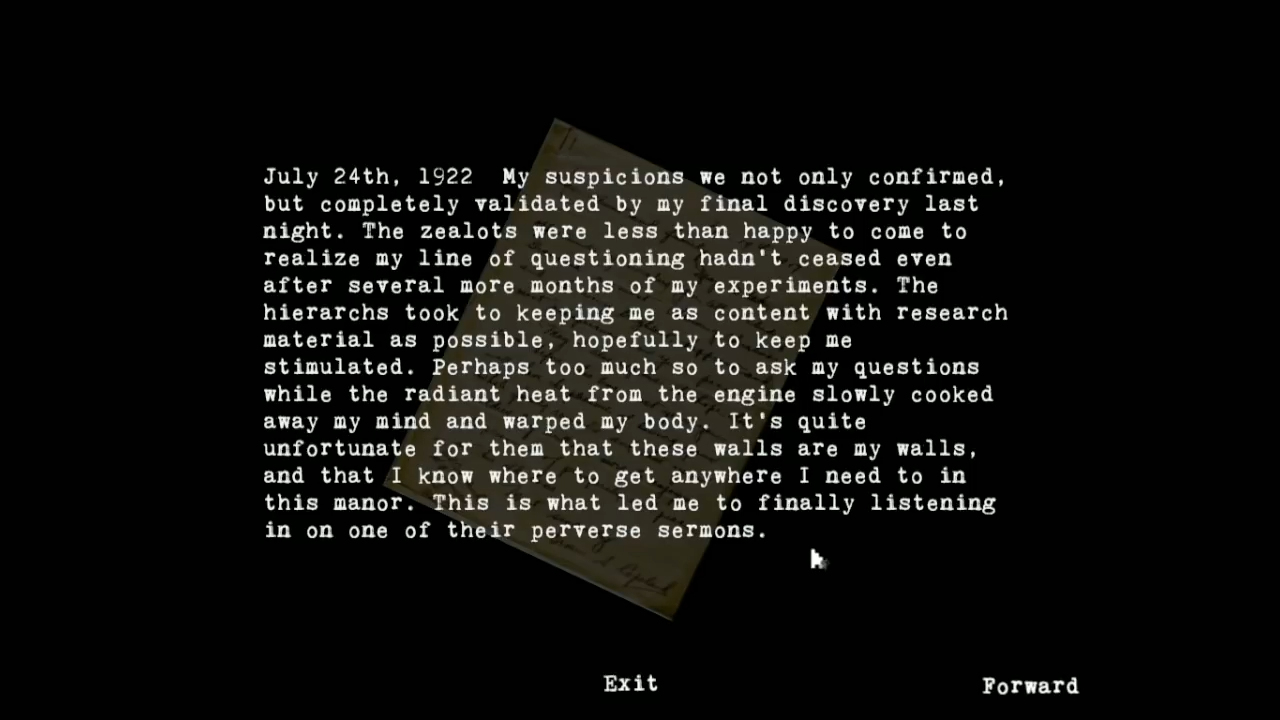 July 24th, 1922  My suspicions we not only confirmed,
but completely validated by my final discovery last
night. The zealots were less than happy to come to
realize my line of questioning hadn't ceased even
after several more months of my experiments. The
hierarchs took to keeping me as content with research
material as possible, hopefully to keep me
stimulated. Perhaps too much so to ask my questions
while the radiant heat from the engine slowly cooked
away my mind and warped my body. It's quite
unfortunate for them that these walls are my walls,
and that I know where to get anywhere I need to in
this manor. This is what led me to finally listening
in on one of their perverse sermons.
Exit
Forward